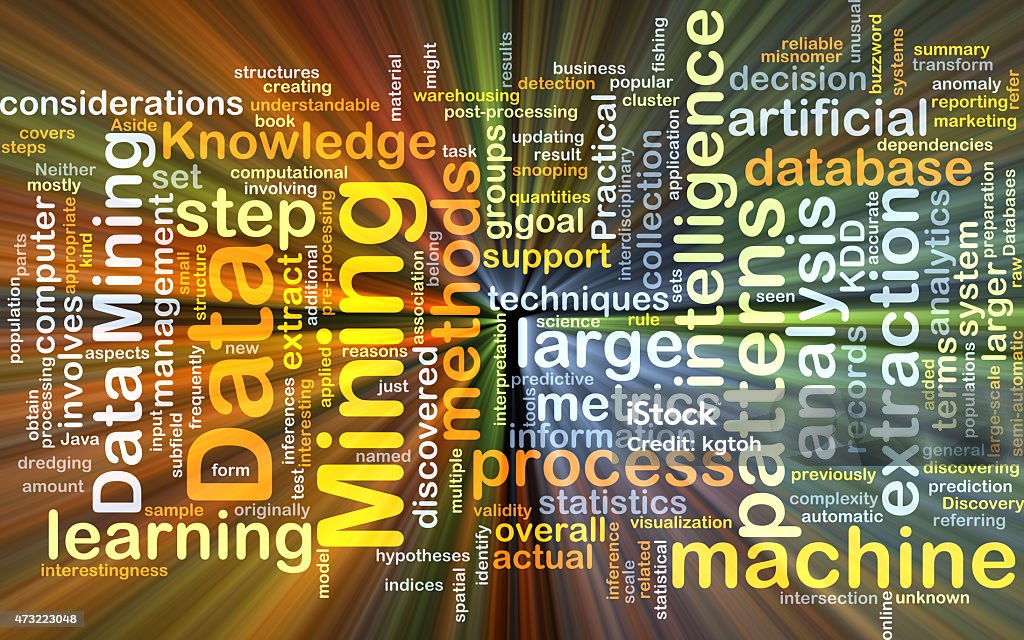 results
fishing
intelligence
reliable
misnomer
unusual
buzzword
systems
summary
transform
structures
creating
understandable
book
material
might
business
detection
popular
cluster
decision
anomaly
refer
considerations
warehousing
post-processing
reporting
marketing
artificial
covers
steps
Aside
Knowledge
task
groups
updating
result
snooping
Practical
application
dependencies
Neither
mostly
Data Mining
set
computational
involving
methods
quantities
interdisciplinary
collection
database
step
goal
support
computer
appropriate
kind
management
small
structure
Data
extract
additional
pre-processing
Mining
association
belong
techniques
sets
patterns
seen
analysis
KDD
accurate
extraction
analytics
system
preparation
larger
raw
Databases
population
parts
involves
aspects
frequently
new
applied
reasons
discovered
interpretation
science
rule
large
predictive
records
terms
added
populations
large-scale
semi-automatic
obtain
processing
Java
input
subfield
form
inferences
interesting
test
just
named
multiple
tools
metrics
iStock
Credit: kgtoh
information
process
previously
general
discovering
prediction
Discovery
referring
dredging
amount
sample
originally
validity
statistics
complexity
automatic
learning
interestingness
model
hypotheses
indices
spatial
identify
overall
actual
visualization
inference
scale
related
statistical
machine
intersection
online
unknown
473223048